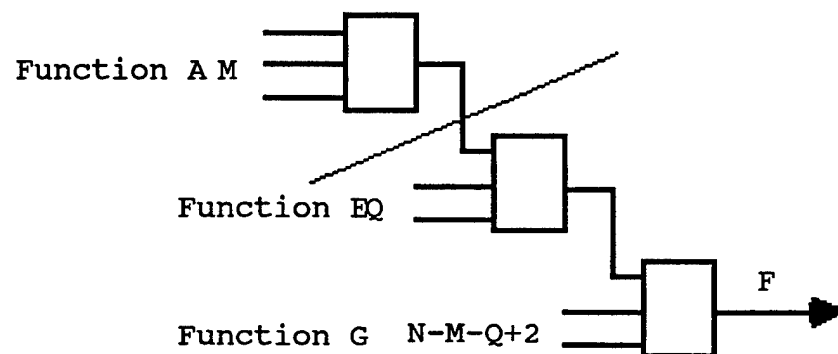 Function A M
Function EQ
F
Function G N-M-Q+2